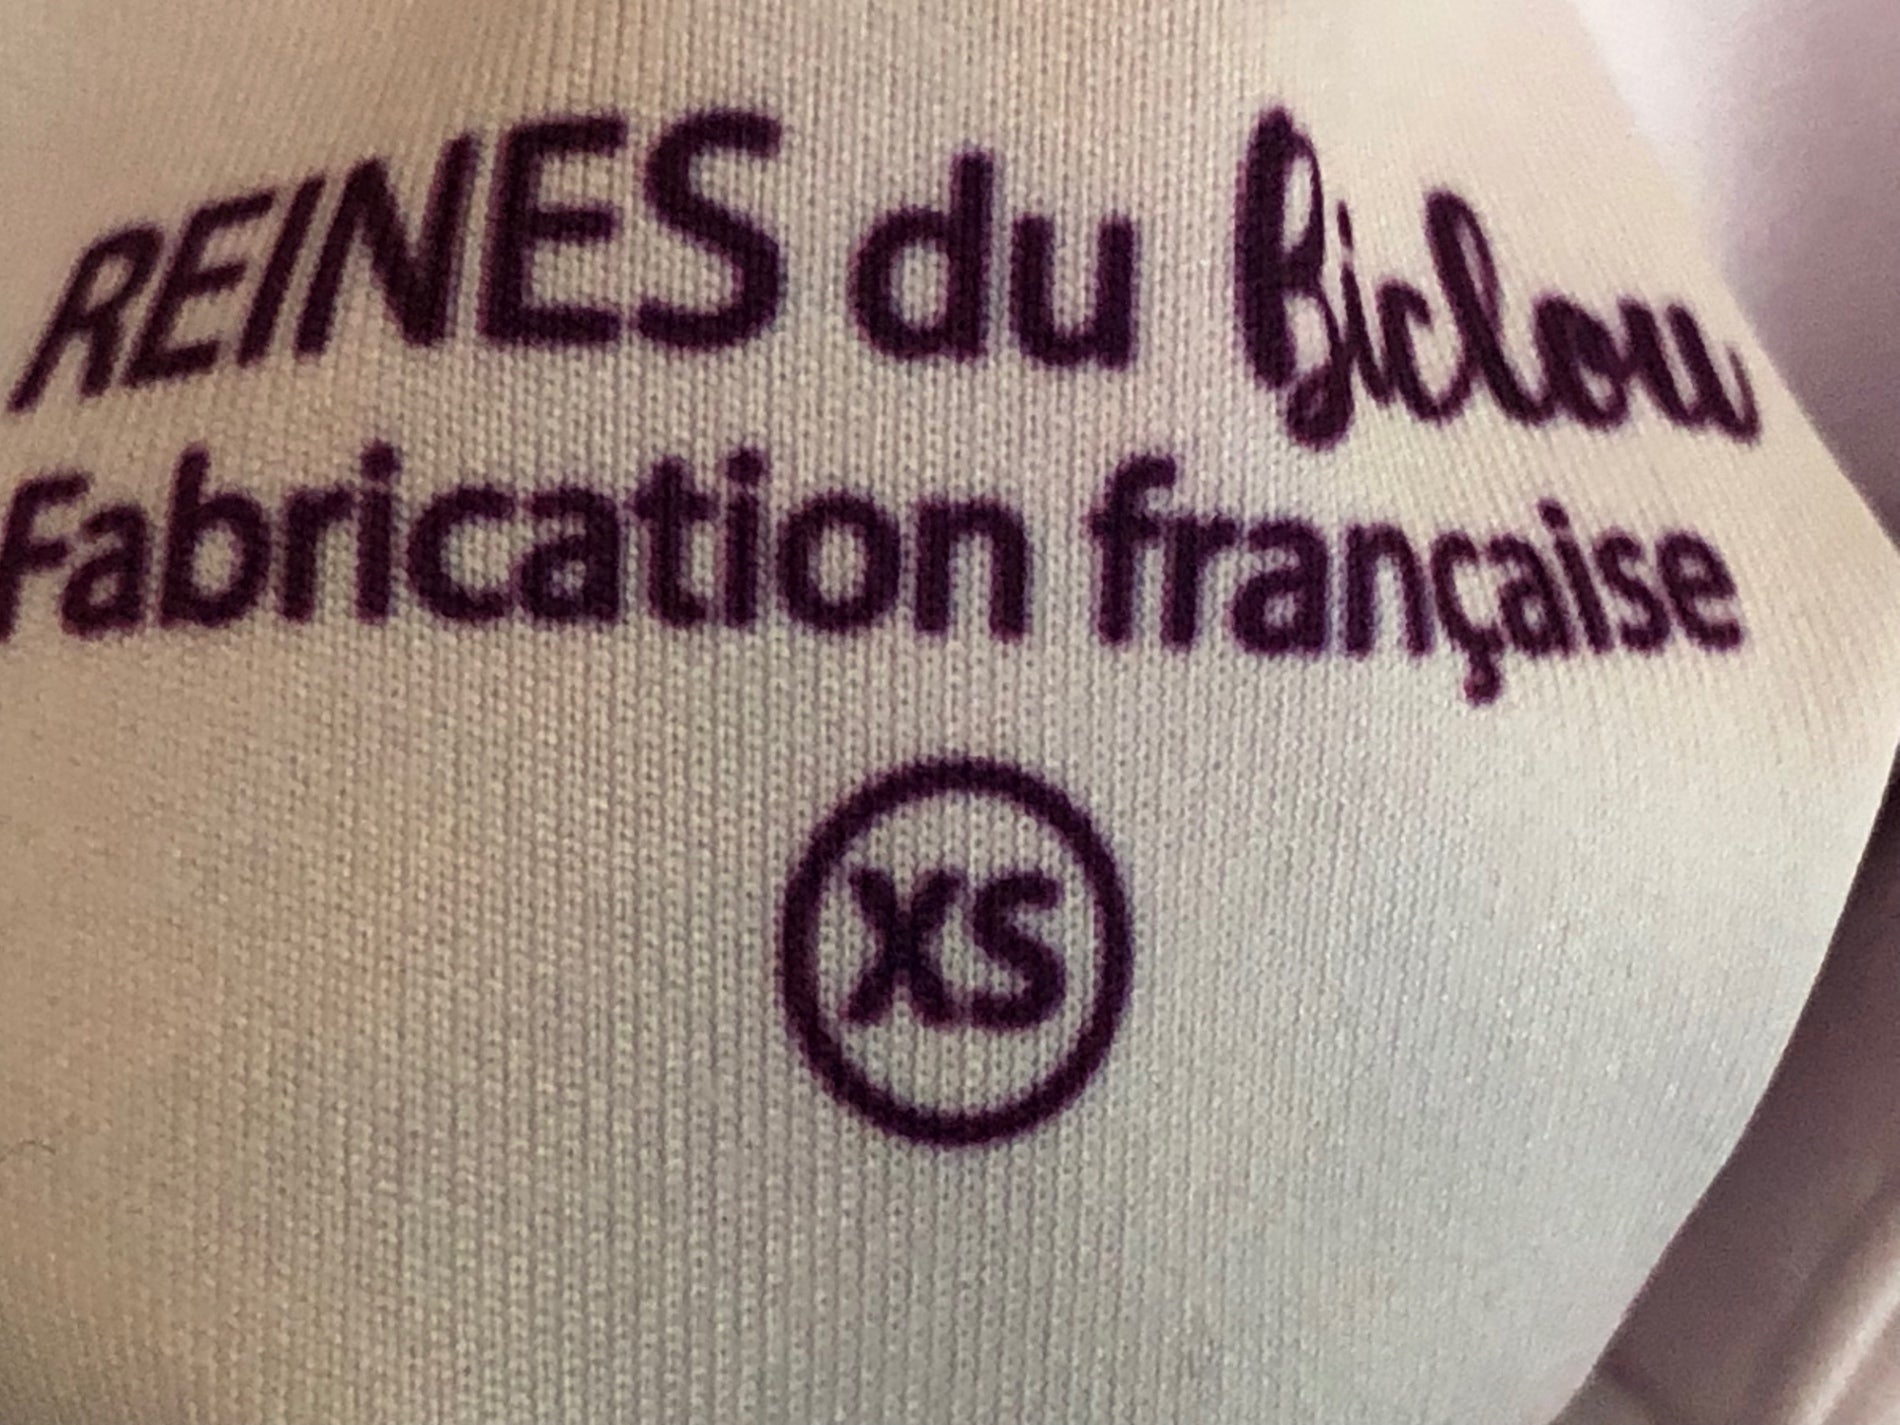 REINES du Biclou
Fabrication française
XS